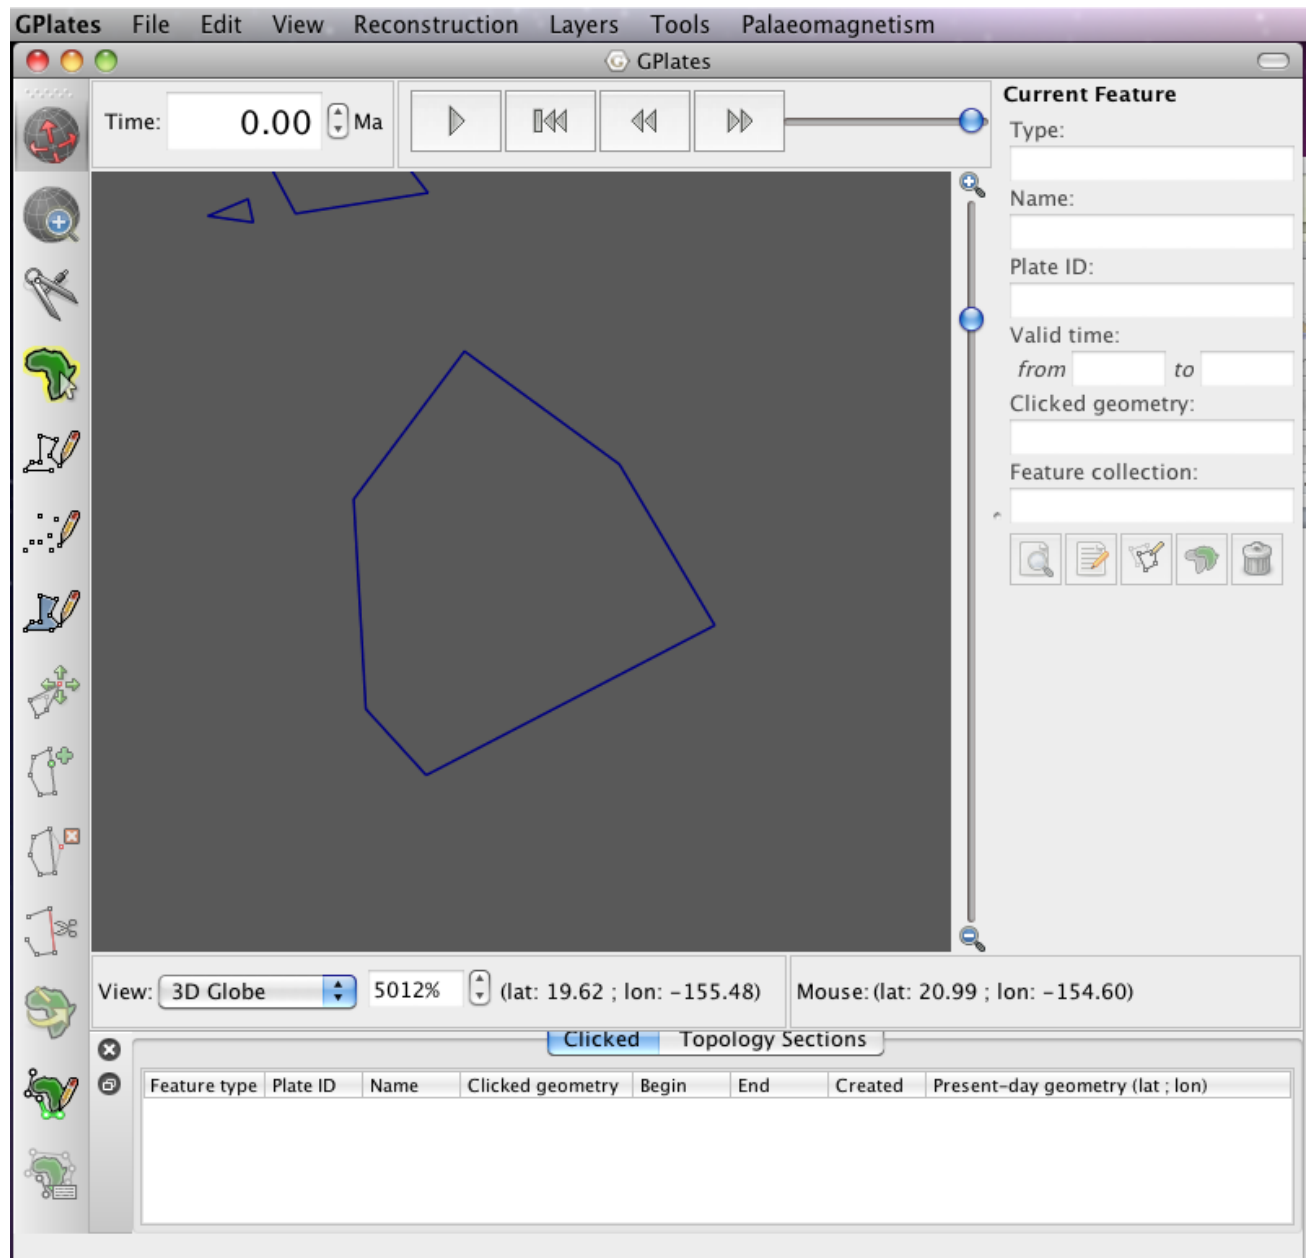 GPlates File Edit View Reconstruction Layers Tools Palaeomagnetism
GPlates
Time: 0.00 Ma
Current Feature
Type:
Name:
Plate ID:
Valid time:
from to
Clicked geometry:
Feature collection:
View: 3D Globe 5012% (lat: 19.62 ; lon: -155.48) Mouse: (lat: 20.99 ; lon: -154.60)
Clicked Topology Sections
Feature type Plate ID Name Clicked geometry Begin End Created Present-day geometry (lat ; lon)